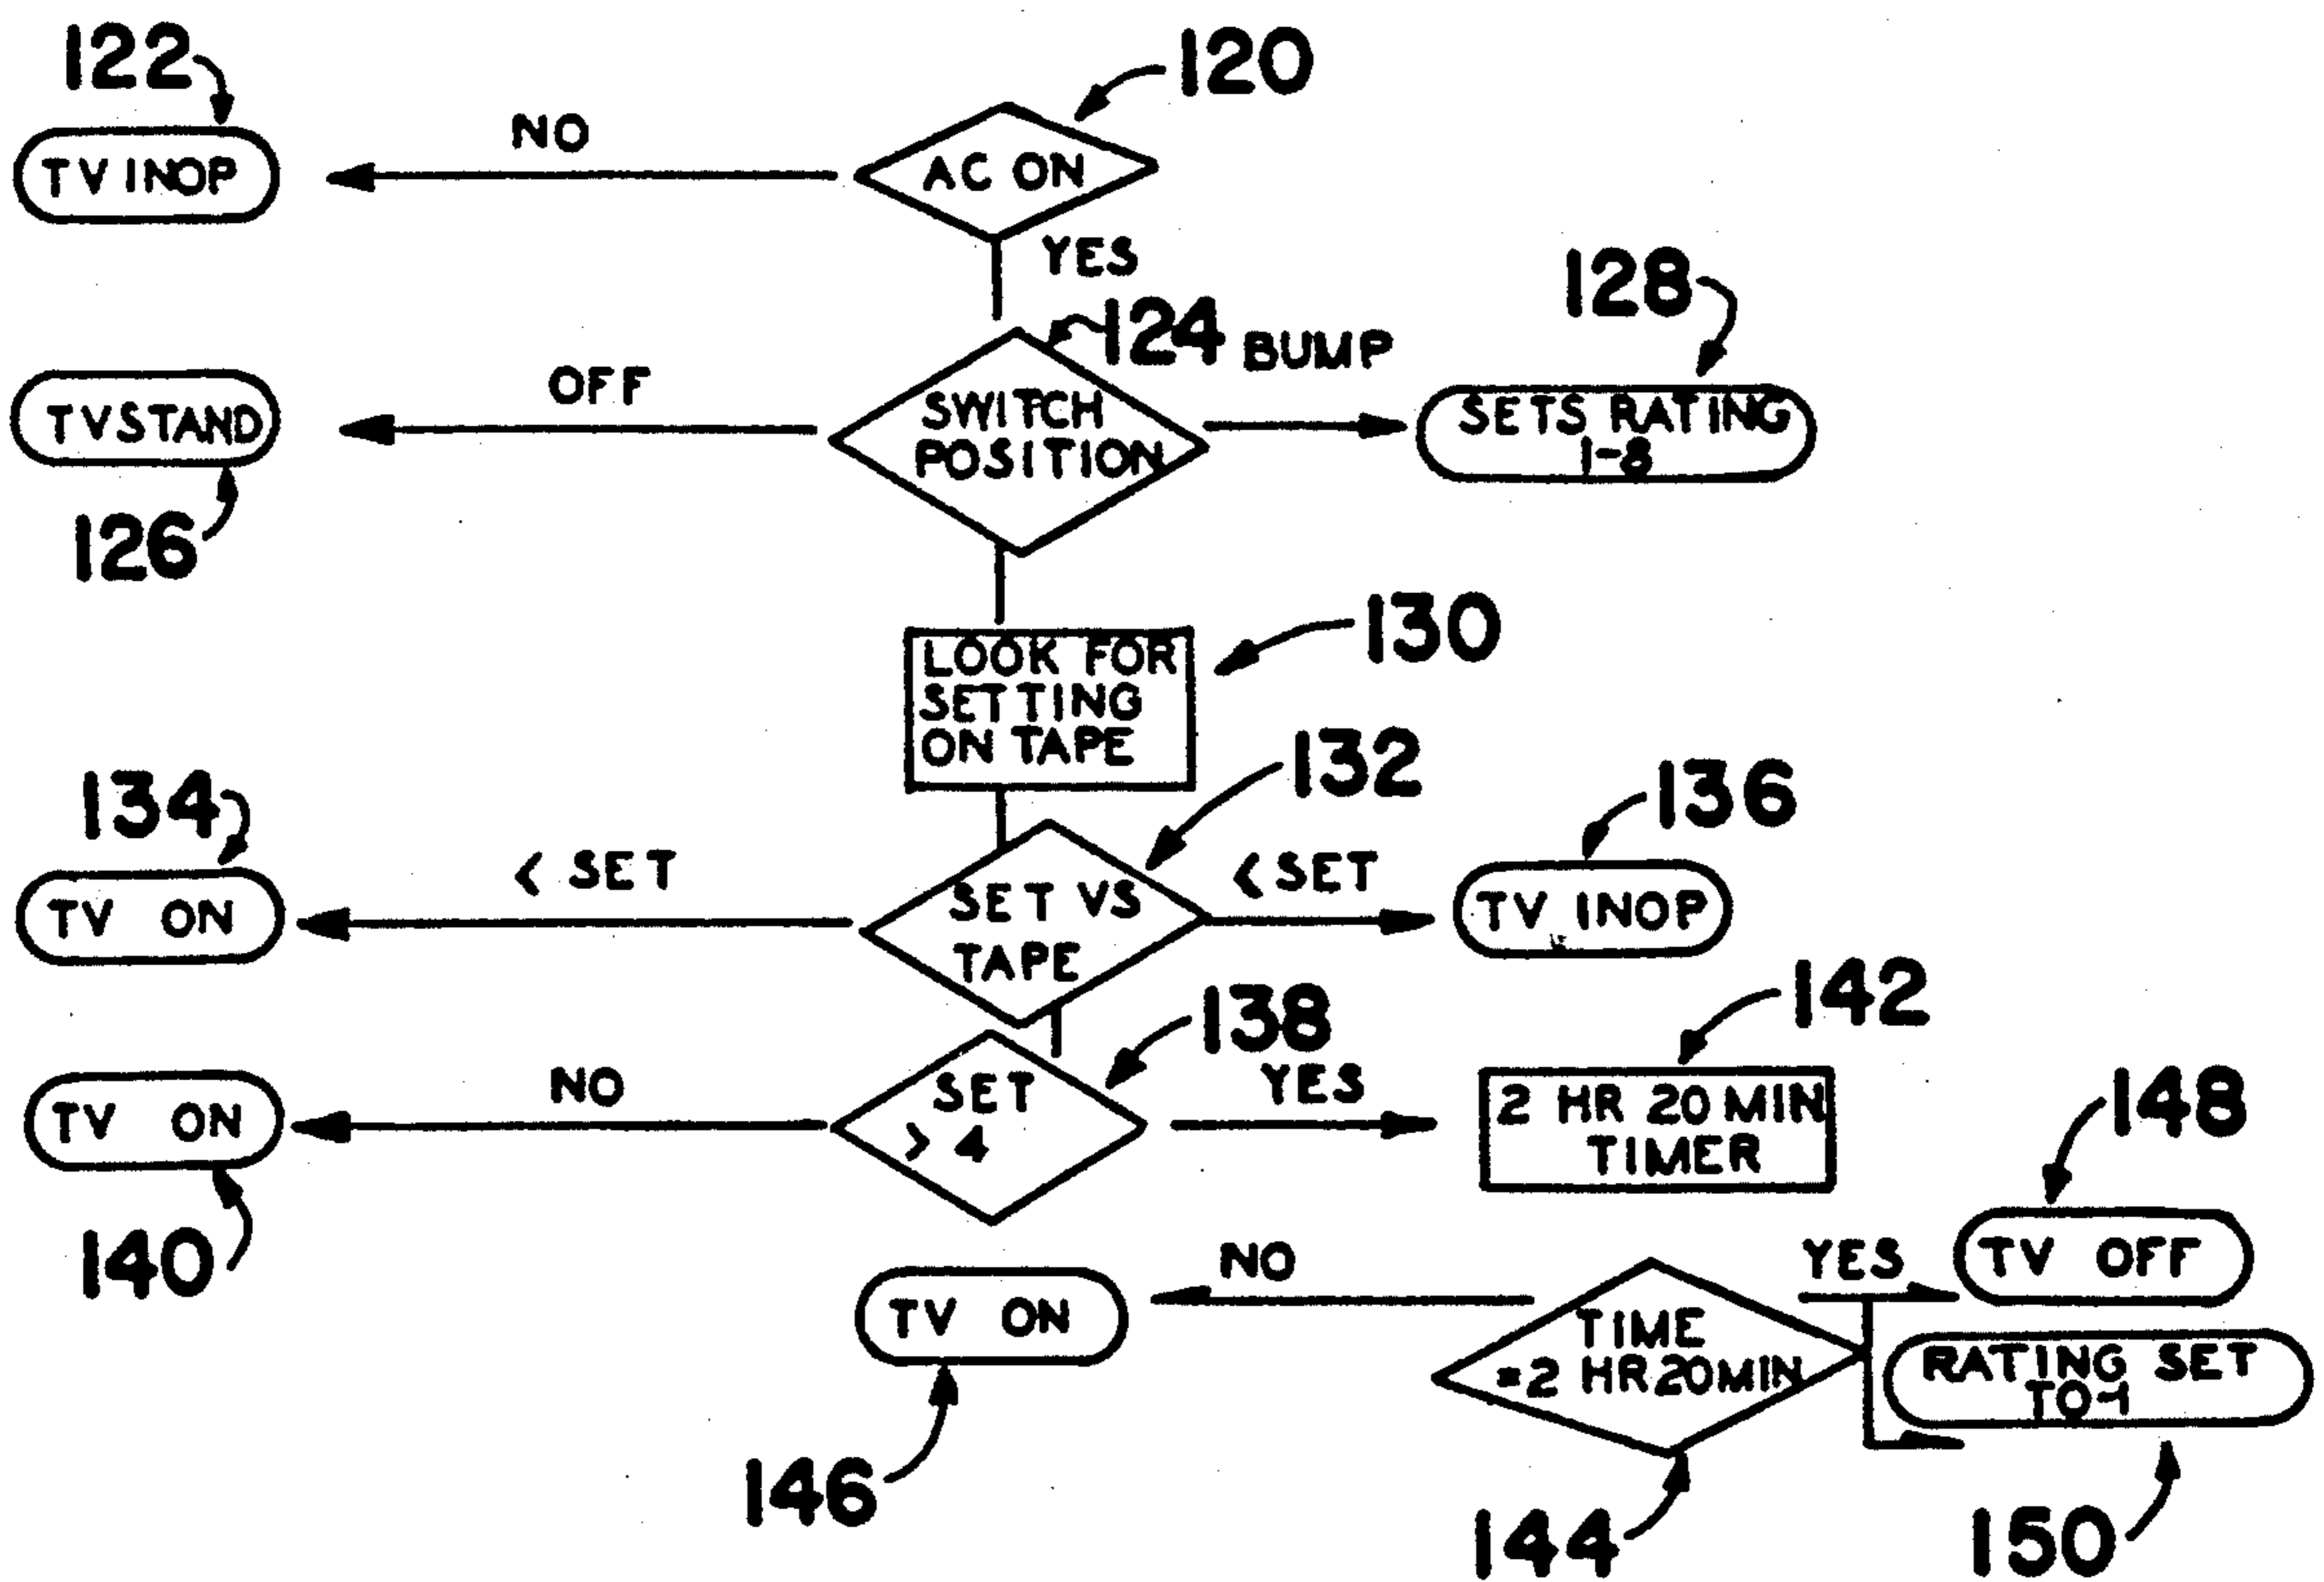 122
120
NO
TV INOP
AC ON
YES
128
124
BUMP
OFF
SWITCH
POSITION
TV STAND
SETS RATING
1-8
126
130
LOOK FOR
SETTING
ON TAPE
132
134
136
< SET
< SET
SET VS
TAPE
TV ON
TV INOP
142
138
NO
YES
SET
> 4
TV ON
2 HR 20 MIN
TIMER
148
140
NO
YES
TV OFF
TV ON
TIME
=2 HR 20 MIN
RATING SET
TO-1
146
144
150